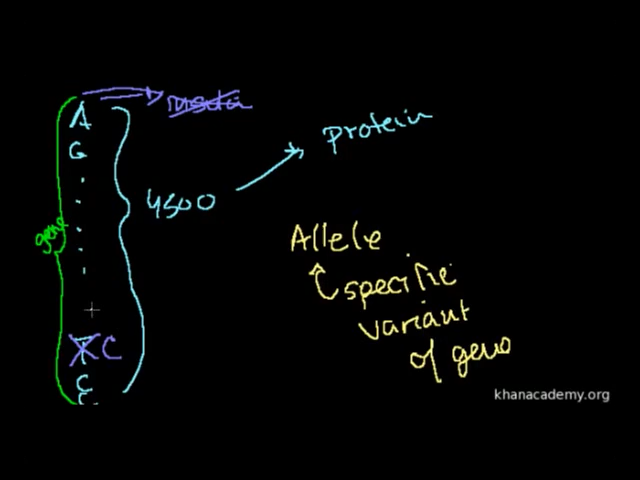 A
G
gene
4500
protein
Allele
specific
variant
of gene
T C
C
C
khanacademy.org